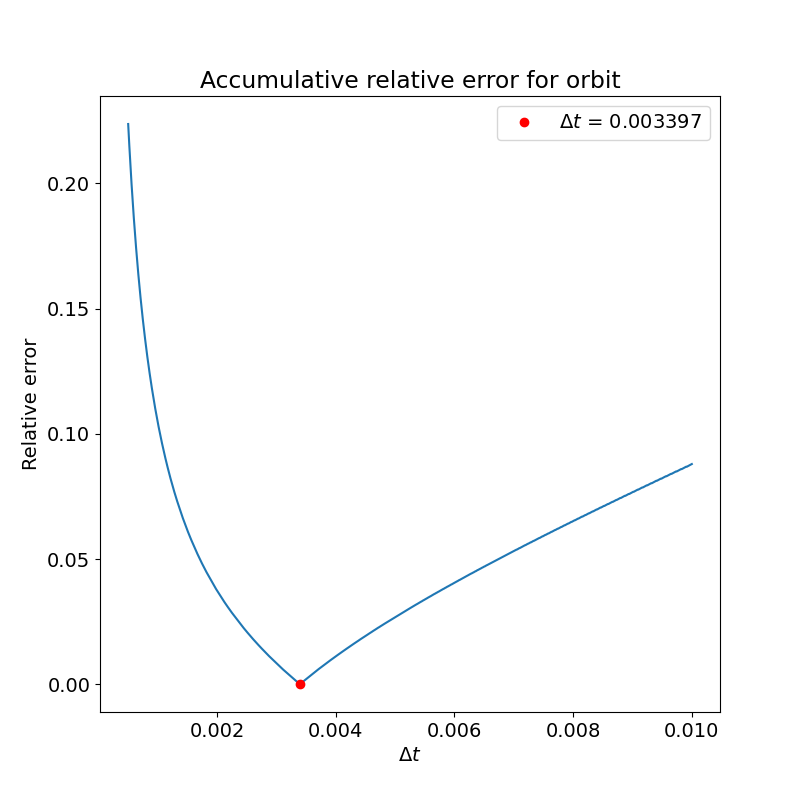 Accumulative relative error for orbit
Δt = 0.003397
0.20
0.15
0.10
0.05
0.00
Relative error
0.002 0.004 0.006 0.008 0.010
Δt